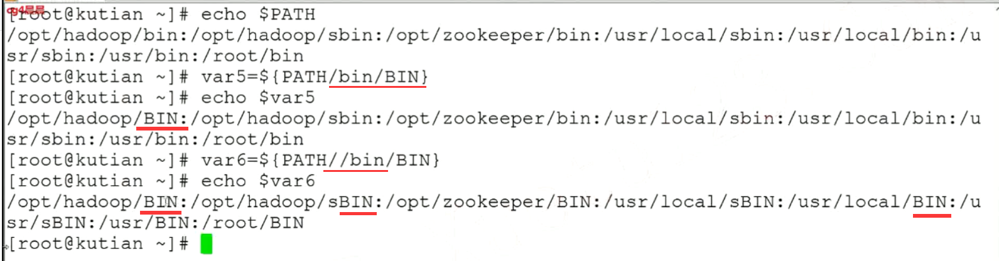 [root@kutian ~]# echo $PATH
/opt/hadoop/bin:/opt/hadoop/sbin:/opt/zookeeper/bin:/usr/local/sbin:/usr/local/bin:/u
sr/sbin:/usr/bin:/root/bin
[root@kutian ~]# var5=${PATH/bin/BIN}
[root@kutian ~]# echo $var5
/opt/hadoop/BIN:/opt/hadoop/sbin:/opt/zookeeper/bin:/usr/local/sbin:/usr/local/bin:/u
sr/sbin:/usr/bin:/root/bin
[root@kutian ~]# var6=${PATH//bin/BIN}
[root@kutian ~]# echo $var6
/opt/hadoop/BIN:/opt/hadoop/sBIN:/opt/zookeeper/BIN:/usr/local/sBIN:/usr/local/BIN:/u
sr/sBIN:/usr/BIN:/root/BIN
[root@kutian ~]#